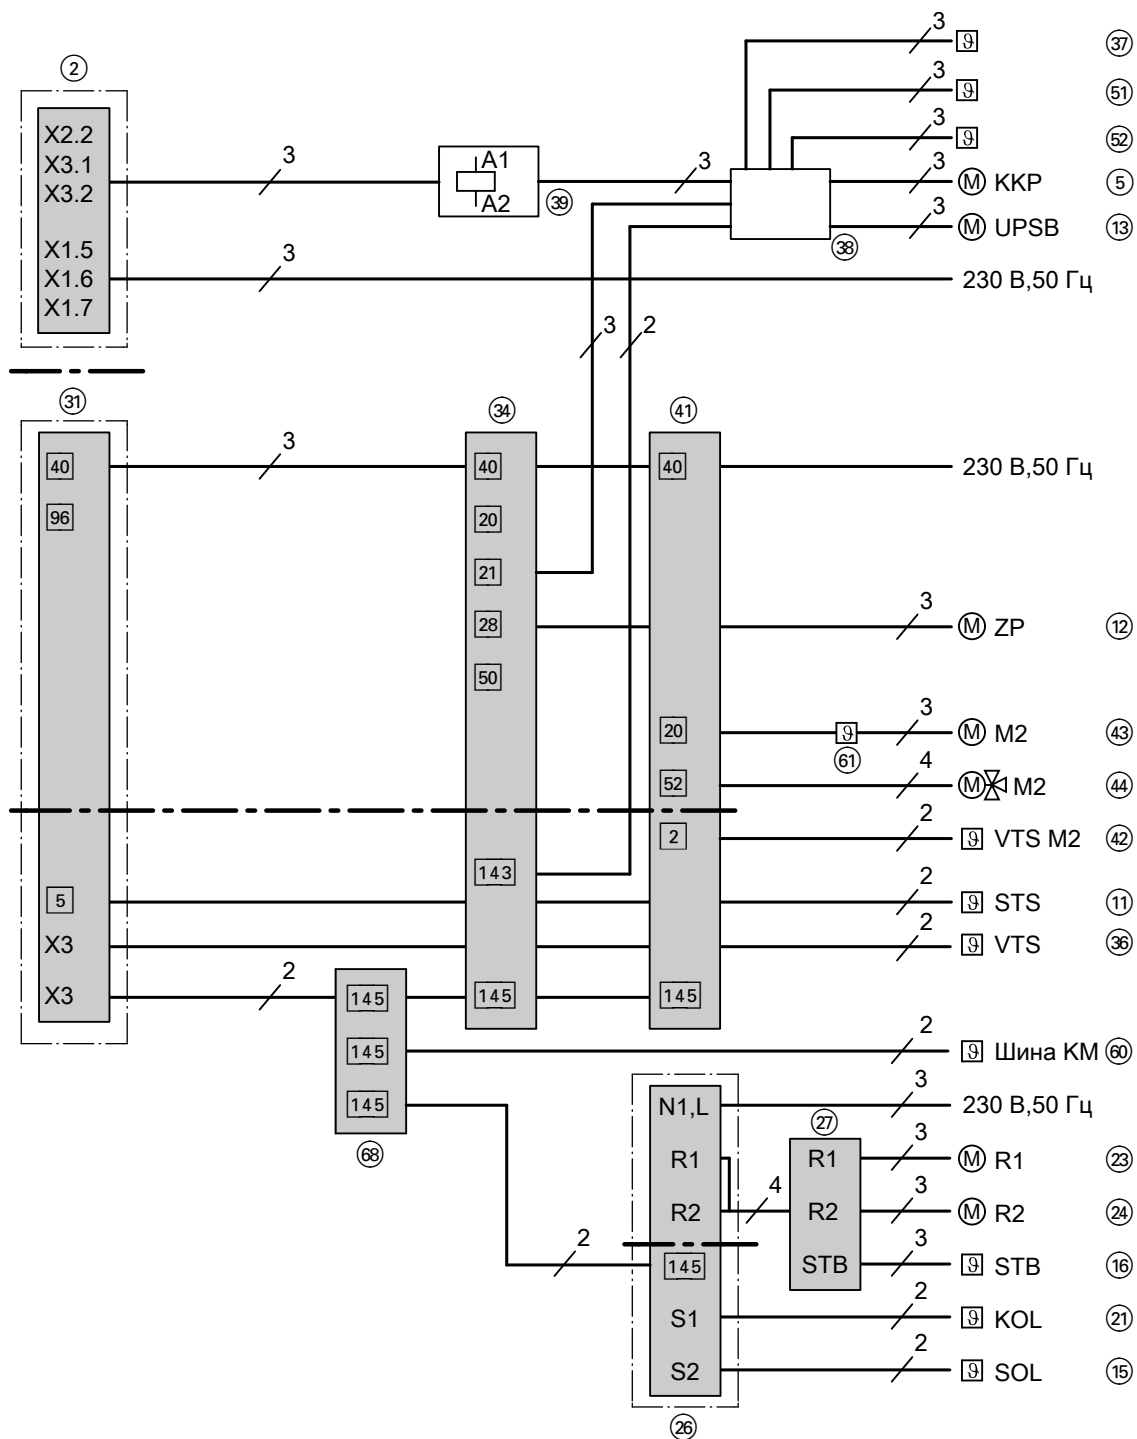 3 37
2 3 51
3 52
X2.2
X3.1
X3.2
3 A1
A2 39
3 3 KKP 5
M
3 M UPSB 13
38
X1.5
X1.6
X1.7
3 230 В,50 Гц
3 2
31 34 41
40 3 40 40 230 В,50 Гц
96 20
21
28 3 M ZP 12
50
20 61 3 M M2 43
52 4 M M2 44
2 2 ϑ VTS M2 42
143
5 2 ϑ STS 11
X3 2 ϑ VTS 36
X3 2 145 145 145
145 2 ϑ Шина KM 60
145
68
N1,L 3 230 В,50 Гц
27
R1 R1 3 M R1 23
R2 4 R2 3 M R2 24
2 145 STB 3 ϑ STB 16
S1 2 ϑ KOL 21
S2 2 ϑ SOL 15
26